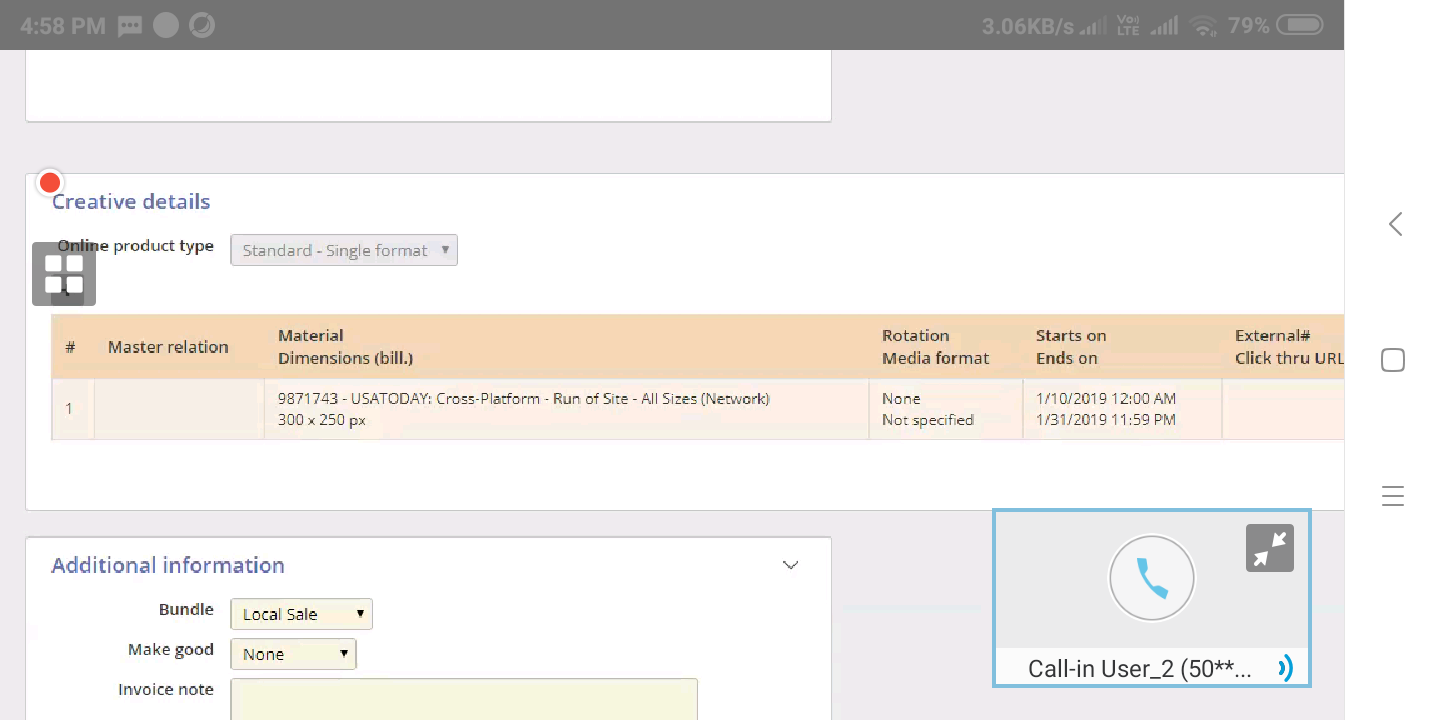 4:58 PM
3.06KB/s
Vo)) LTE
79%
Creative details
Online product type
Standard - Single format
#
Master relation
Material
Dimensions (bill.)
Rotation
Media format
Starts on
Ends on
External#
Click thru URL
1
9871743 - USATODAY: Cross-Platform - Run of Site - All Sizes (Network)
300 x 250 px
None
Not specified
1/10/2019 12:00 AM
1/31/2019 11:59 PM
Additional information
Bundle
Local Sale
Make good
None
Invoice note
Call-in User_2 (50**...